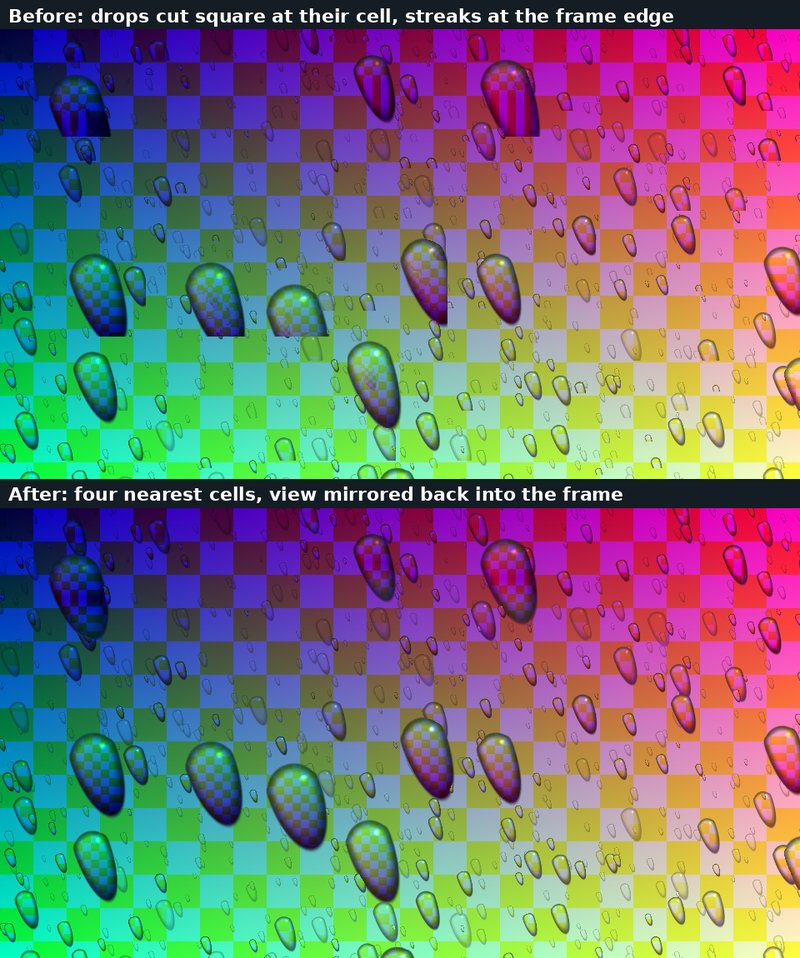 Before: drops cut square at their cell, streaks at the frame edge
After: four nearest cells, view mirrored back into the frame